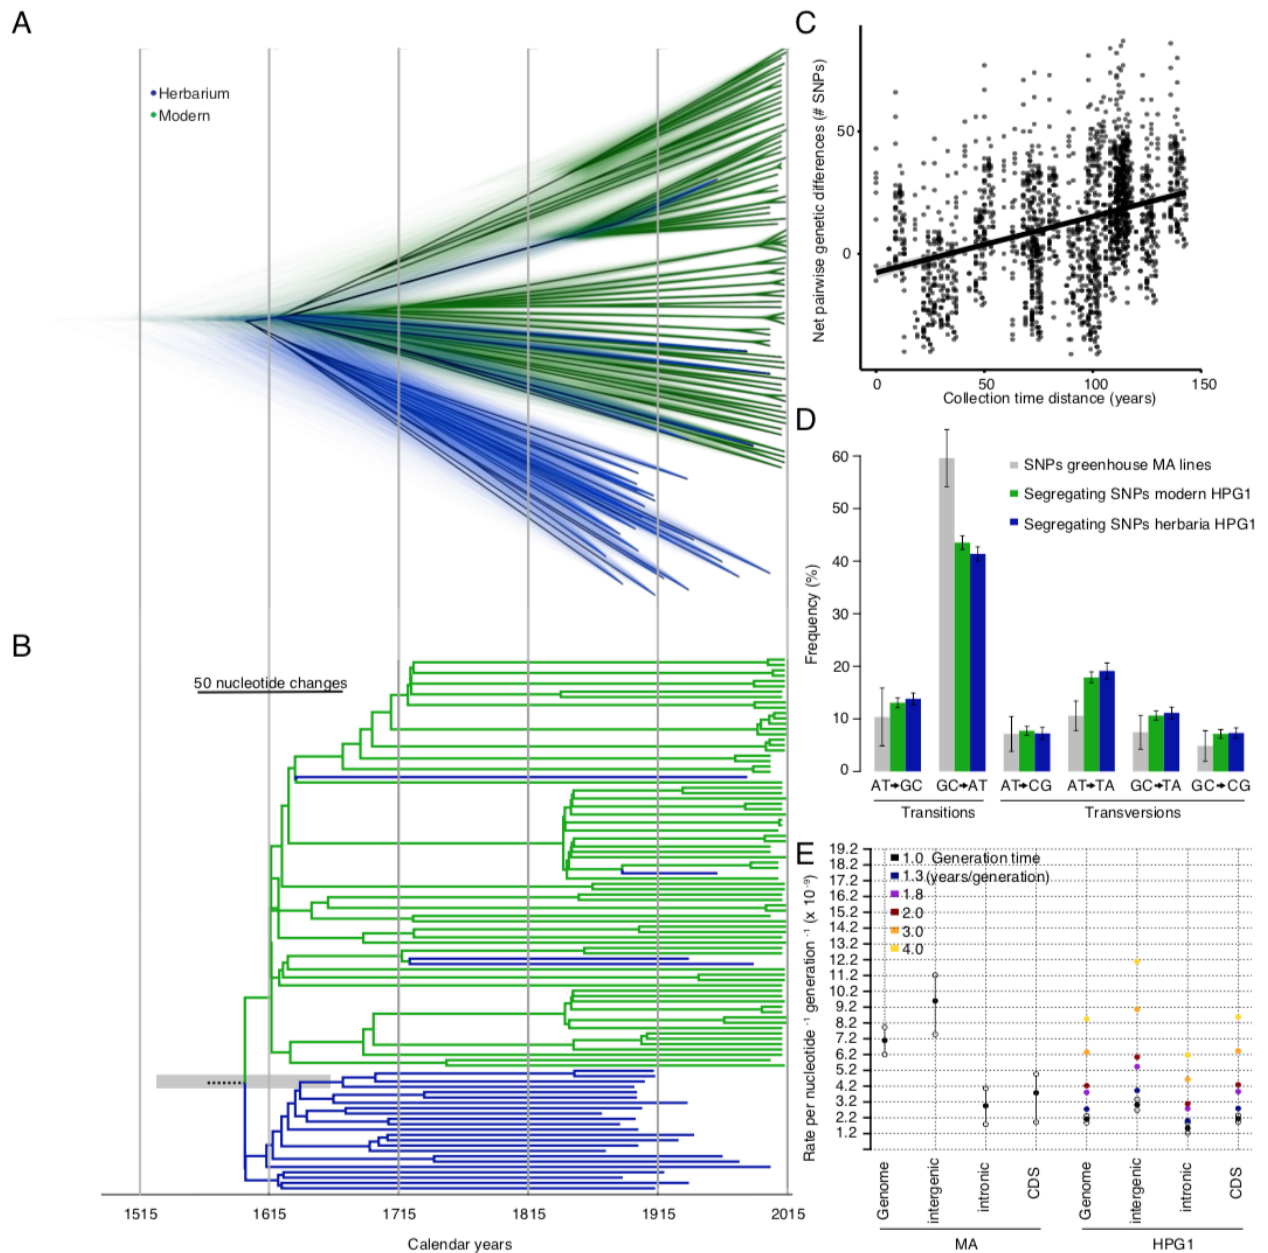 A
Herbarium
Modern
B
50 nucleotide changes
1515 1615 1715 1815 1915 2015
Calendar years
C
Net pairwise genetic differences (# SNPs)
50
0
0 50 100 150
Collection time distance (years)
D
Frequency (%)
60
50
40
30
20
10
0
SNPs greenhouse MA lines
Segregating SNPs modern HPG1
Segregating SNPs herbaria HPG1
AT→GC GC→AT AT→CG AT→TA GC→TA GC→CG
Transitions Transversions
E
Rate per nucleotide -1 generation -1 (x 10 -9)
19.2
18.2
17.2
16.2
15.2
14.2
13.2
12.2
11.2
10.2
9.2
8.2
7.2
6.2
5.2
4.2
3.2
2.2
1.2
1.0 Generation time
1.3 (years/generation)
1.8
2.0
3.0
4.0
Genome intergenic intronic CDS Genome intergenic intronic CDS
MA HPG1